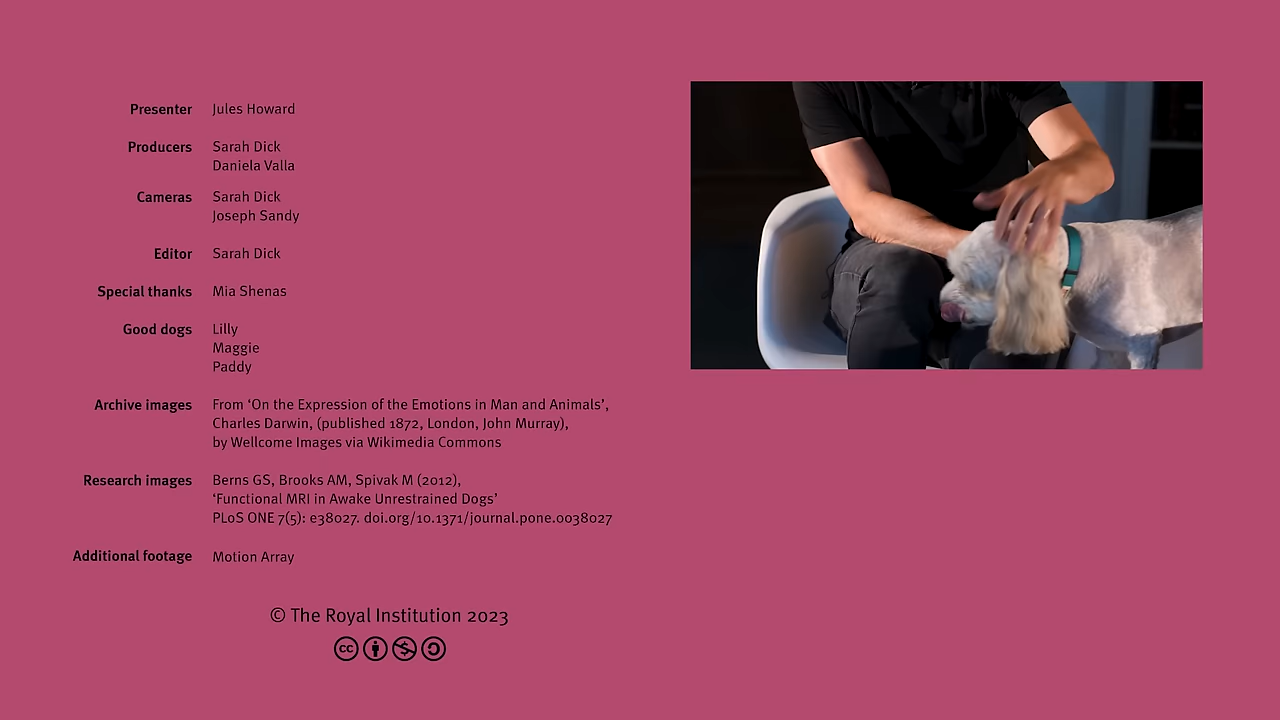 Presenter Jules Howard
Producers Sarah Dick
Daniela Valla
Cameras Sarah Dick
Joseph Sandy
Editor Sarah Dick
Special thanks Mia Shenas
Good dogs Lilly
Maggie
Paddy
Archive images From ‘On the Expression of the Emotions in Man and Animals’,
Charles Darwin, (published 1872, London, John Murray),
by Wellcome Images via Wikimedia Commons
Research images Berns GS, Brooks AM, Spivak M (2012),
‘Functional MRI in Awake Unrestrained Dogs’
PLoS ONE 7(5): e38027. doi.org/10.1371/journal.pone.0038027
Additional footage Motion Array
© The Royal Institution 2023
cc